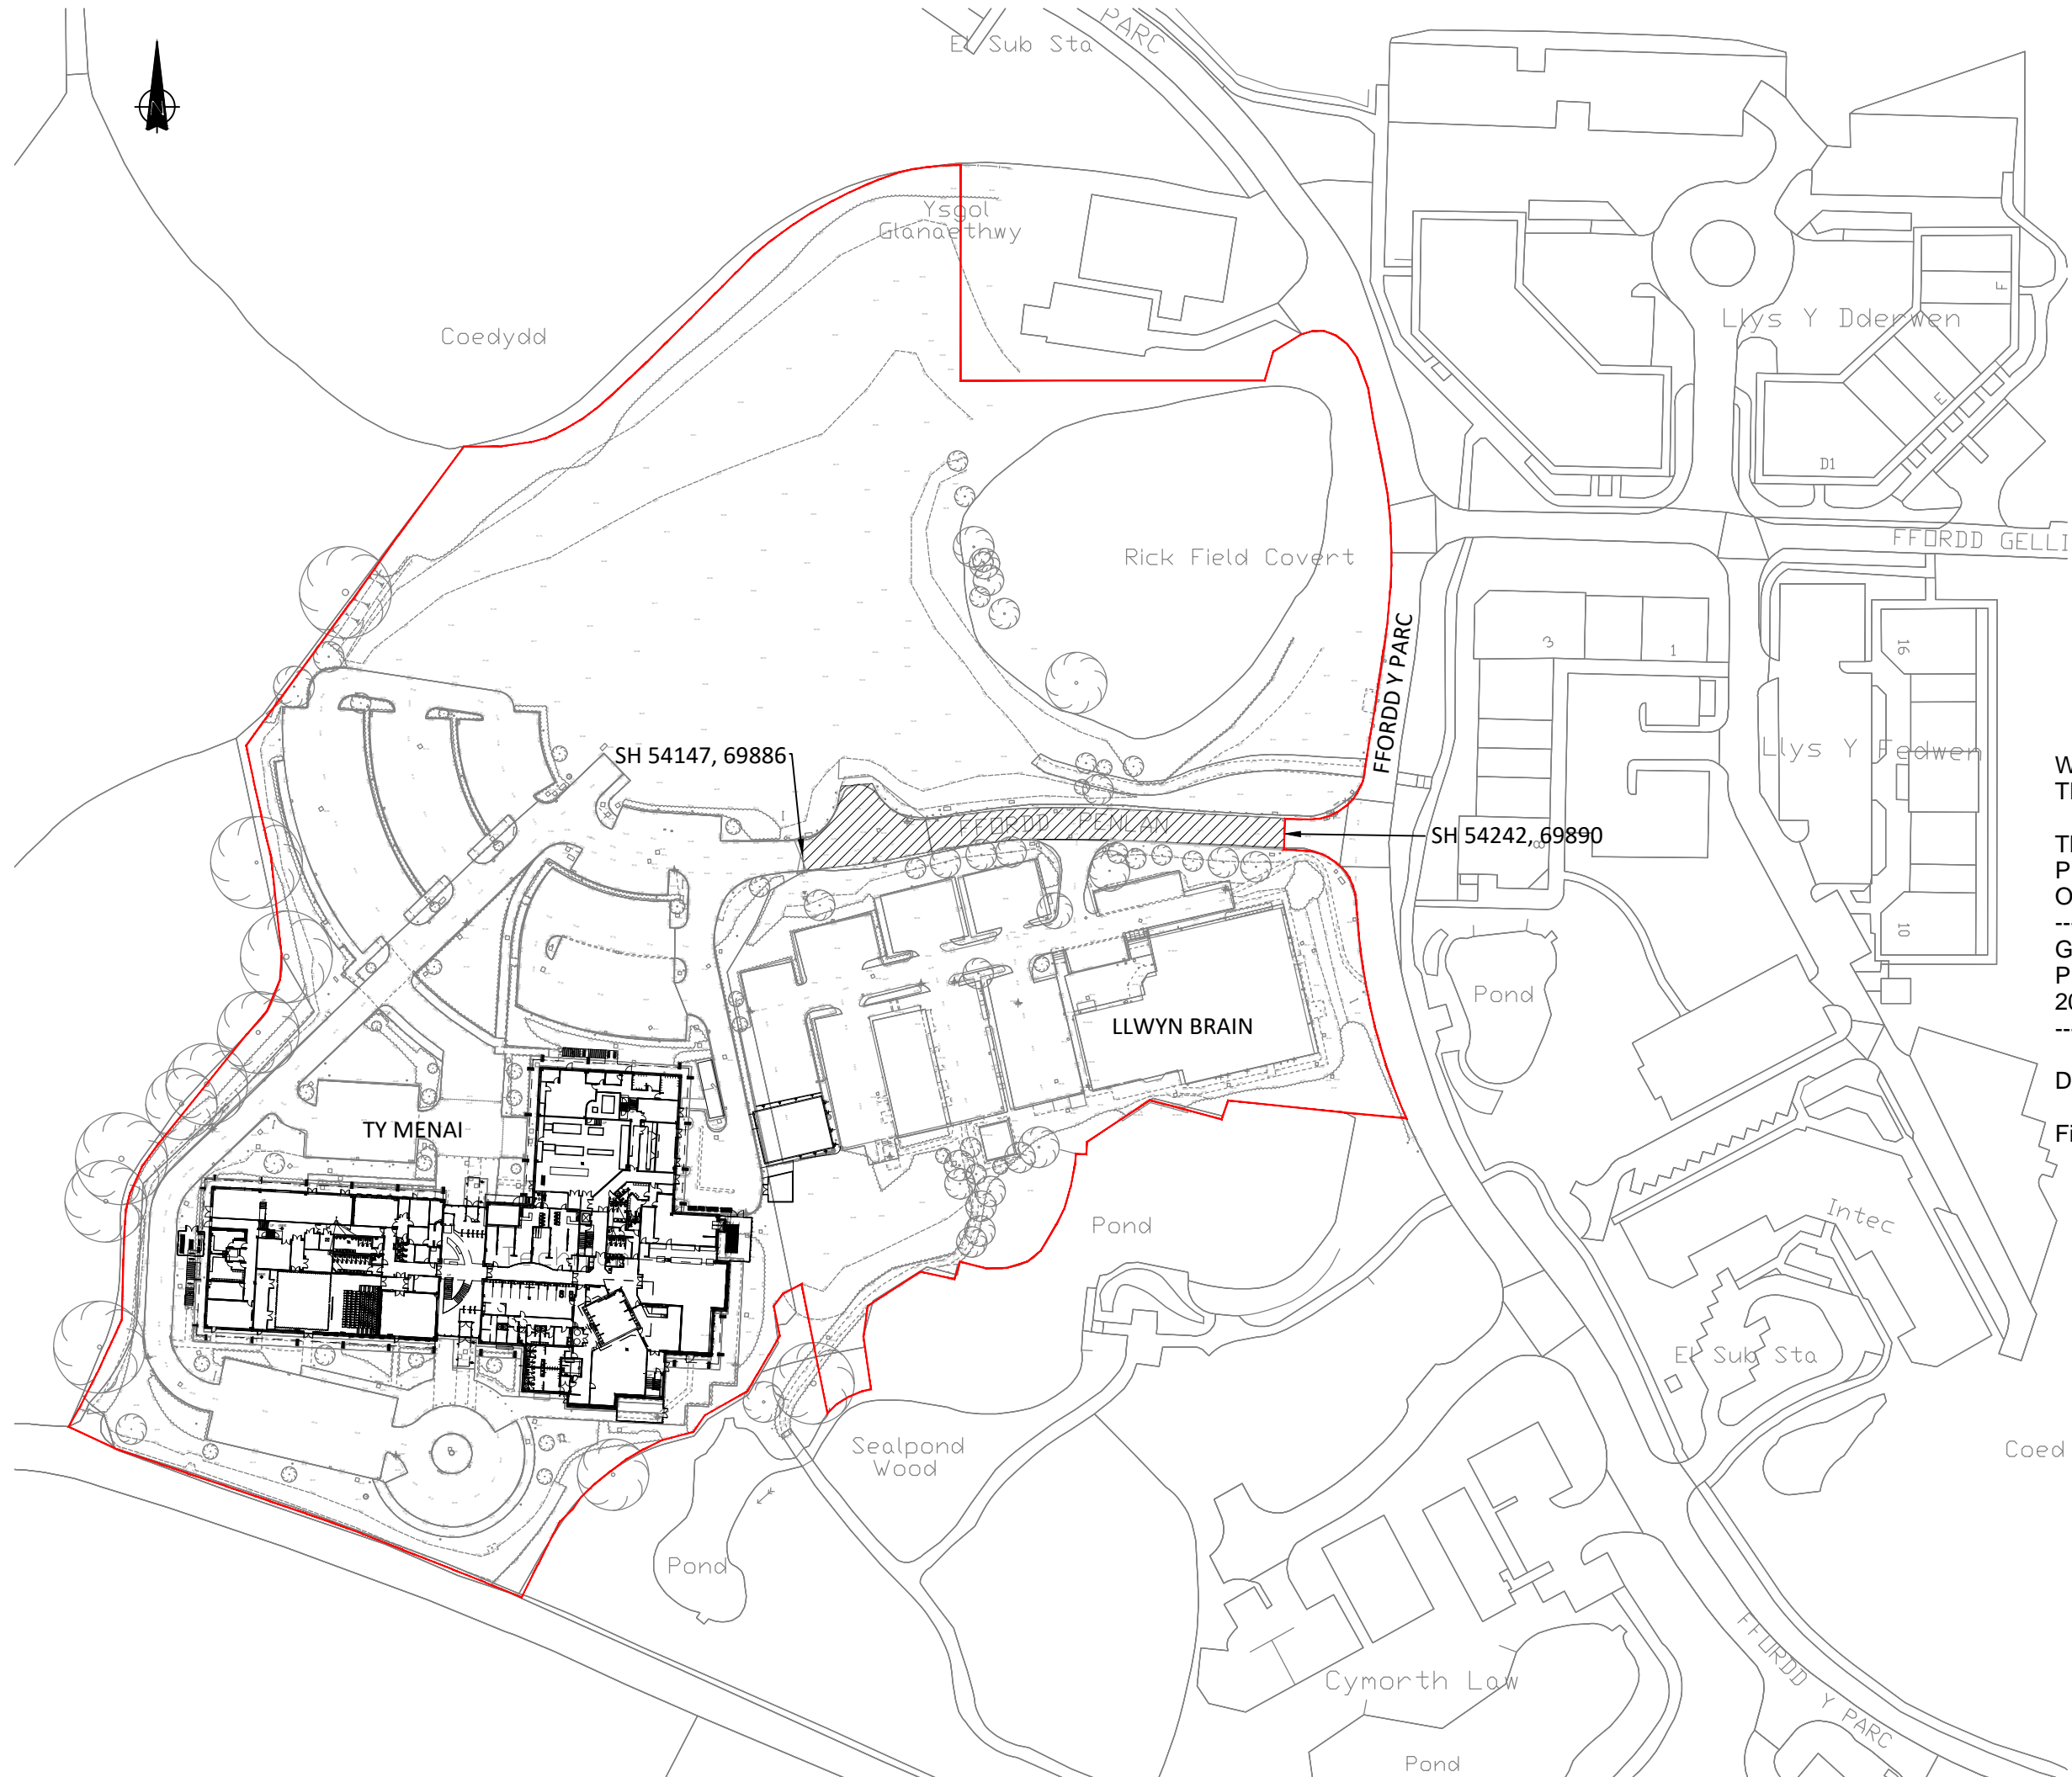 PARC
El Sub Sta
N
Ysgol
Glanaethwy
Coedydd
Llys Y Dderwen
F
E
D1
FFORDD GELLI
Rick Field Covert
FFORDD Y PARC
3
1
16
Llys Y Fedwen
SH 54147, 69886
FFORDD PENLAN
SH 54242, 69890
8
10
Pond
LLWYN BRAIN
TY MENAI
Pond
Intec
El Sub Sta
Sealpond
Wood
Coed
Pond
Cymorth Law
FFORDD Y PARC
Pond